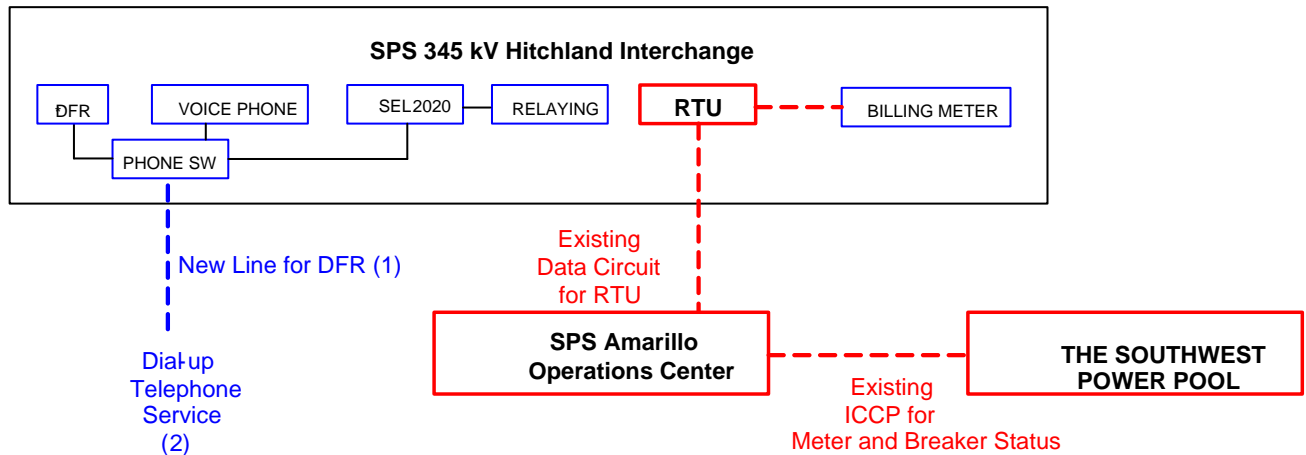 SPS 345 kV Hitchland Interchange
DFR
VOICE PHONE
SEL2020
RELAYING
RTU
BILLING METER
PHONE SW
New Line for DFR (1)
Existing
Data Circuit
for RTU
Dial-up
Telephone
Service
(2)
SPS Amarillo
Operations Center
THE SOUTHWEST
POWER POOL
Existing
ICCP for
Meter and Breaker Status